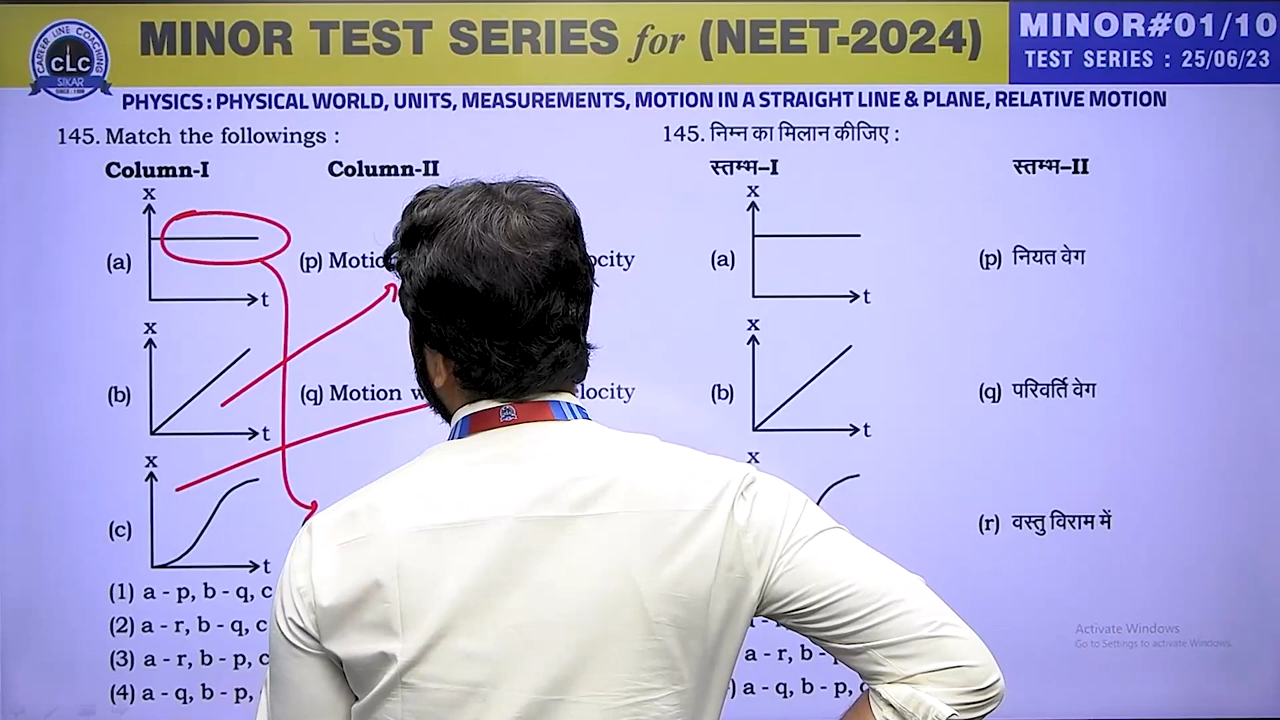 MINOR TEST SERIES for (NEET-2024)
MINOR#01/10
TEST SERIES : 25/06/23
CAREER LINE COACHING
CLC
SIKAR
SINCE : 1996
PHYSICS : PHYSICAL WORLD, UNITS, MEASUREMENTS, MOTION IN A STRAIGHT LINE & PLANE, RELATIVE MOTION
145. Match the followings :
Column-I Column-II
x
(a)
t
(p)
x
(b)
t
(q) Motion
x
(c)
t
(1) a - p, b - q, c
(2) a - r, b - q, c
(3) a - r, b - p, c
(4) a - q, b - p,
145. निम्न का मिलान कीजिए :
स्तम्भ–I स्तम्भ–II
x
(a)
t
(p) नियत वेग
x
(b)
t
(q) परिवर्ति वेग
x
(r) वस्तु विराम में
a - r, b -
a - q, b - p,
Activate Windows
Go to Settings to activate Windows.